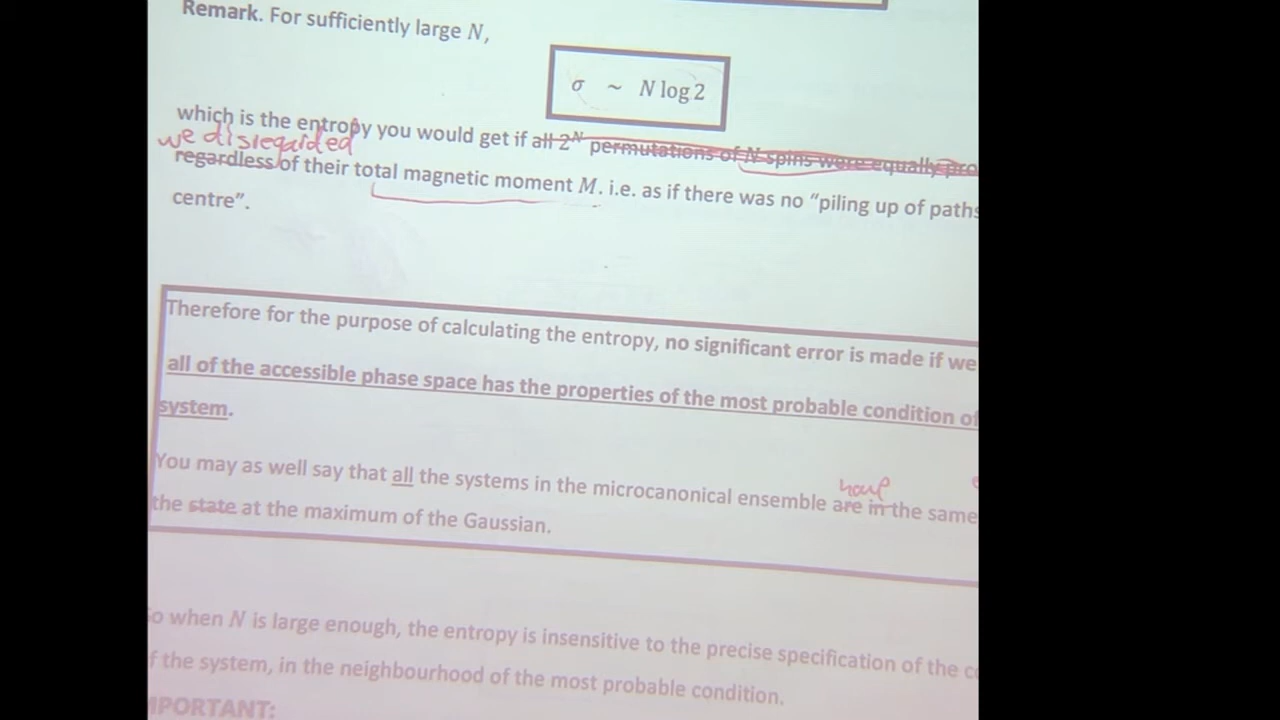 Remark. For sufficiently large N,
σ ~ N log 2
which is the entropy you would get if all 2^N permutations of N spins were equally pro
we disregarded
regardless of their total magnetic moment M. i.e. as if there was no “piling up of paths
centre”.
Therefore for the purpose of calculating the entropy, no significant error is made if we
all of the accessible phase space has the properties of the most probable condition of
system.
have
You may as well say that all the systems in the microcanonical ensemble are in the same
the state at the maximum of the Gaussian.
So when N is large enough, the entropy is insensitive to the precise specification of the co
f the system, in the neighbourhood of the most probable condition.
MPORTANT: